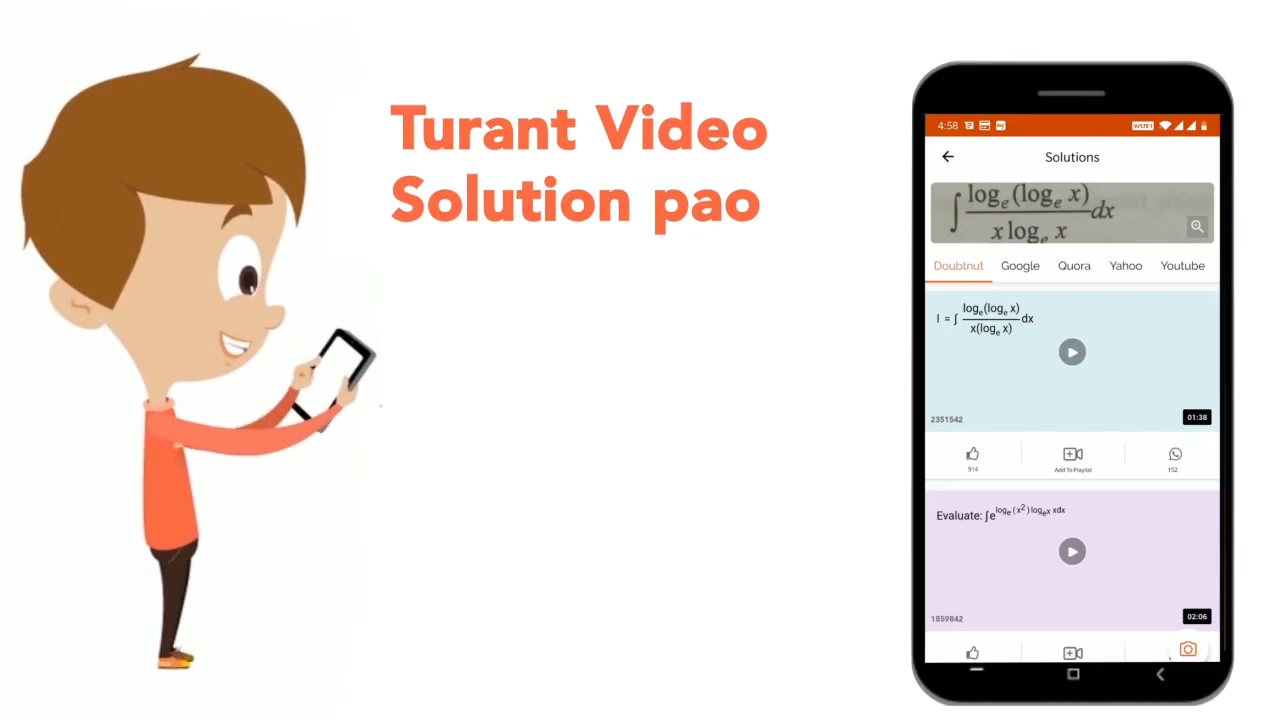 Turant Video
Solution pao
4:58
Solutions
∫ logₑ(logₑ x) / x logₑ x dx
Doubtnut Google Quora Yahoo Youtube
I = ∫ logₑ(logₑ x) / x(logₑ x) dx
2351542 01:38
914 Add To Playlist 152
Evaluate: ∫e^logₑ(x²)logₑx xdx
1859842 02:06